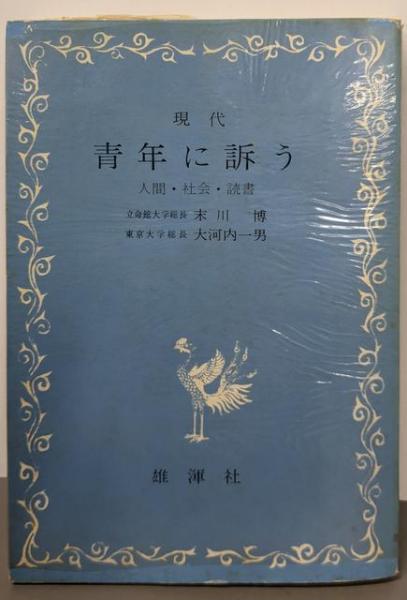 現代
青年に訴う
人間・社会・読書
立命館大学総長 末川 博
東京大学総長 大河内一男
雄渾社